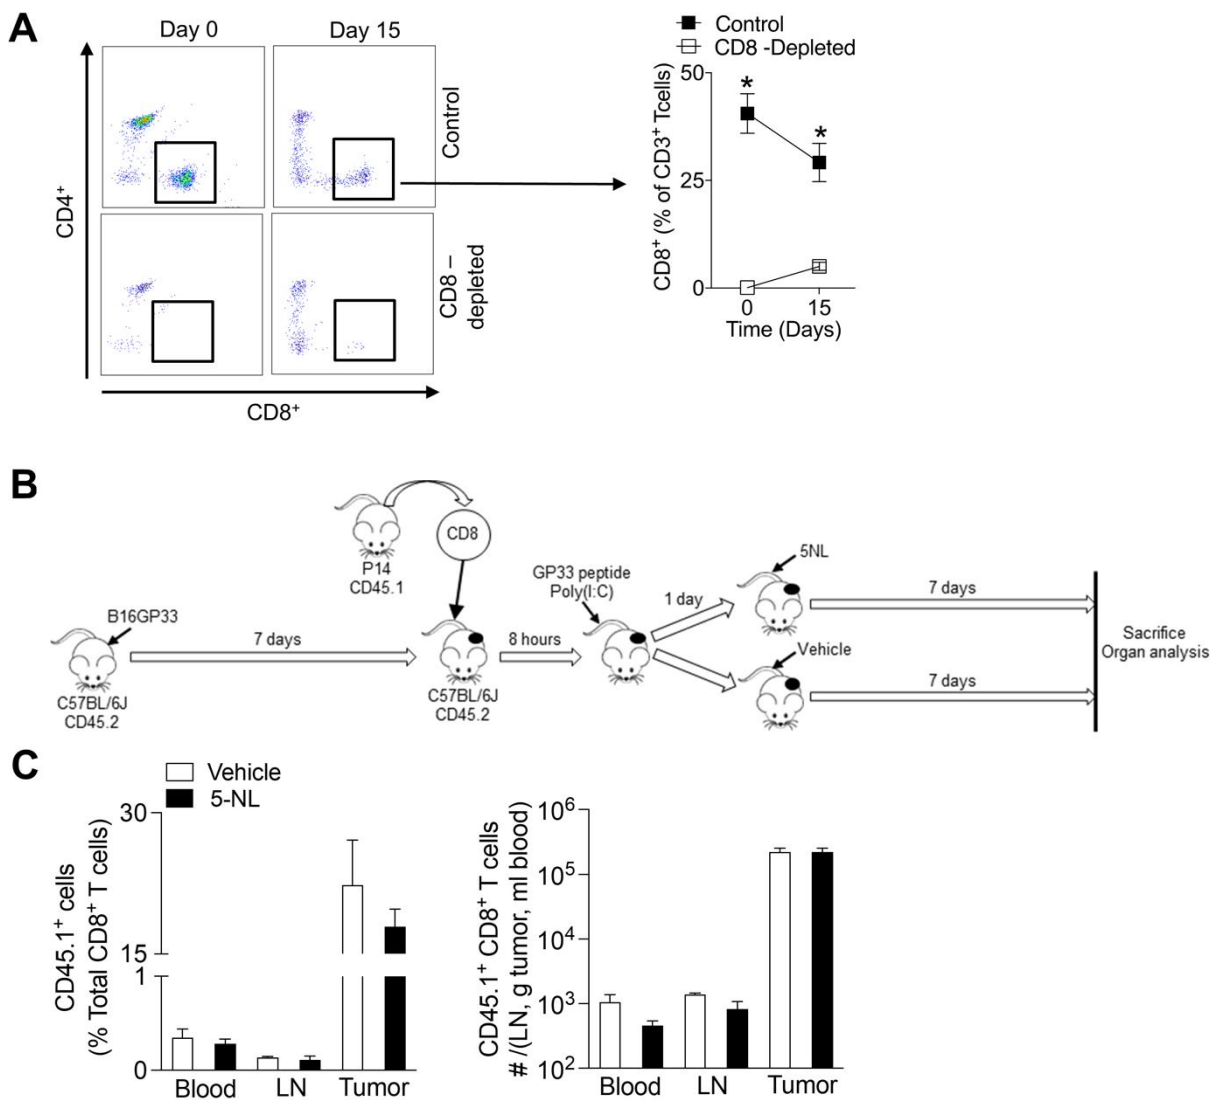 A
Day 0
Day 15
CD4⁺
Control
CD8 –
depleted
CD8⁺
Control
CD8 -Depleted
CD8⁺ (% of CD3⁺ Tcells)
50
25
0
*
*
0
15
Time (Days)
B
B16GP33
C57BL/6J
CD45.2
7 days
P14
CD45.1
CD8
C57BL/6J
CD45.2
8 hours
GP33 peptide
Poly(I:C)
1 day
5NL
Vehicle
7 days
7 days
Sacrifice
Organ analysis
C
Vehicle
5-NL
CD45.1⁺ cells
(% Total CD8⁺ T cells)
30
15
1
0
Blood
LN
Tumor
CD45.1⁺ CD8⁺ T cells
# /(LN, g tumor, ml blood)
10⁶
10⁵
10⁴
10³
10²
Blood
LN
Tumor